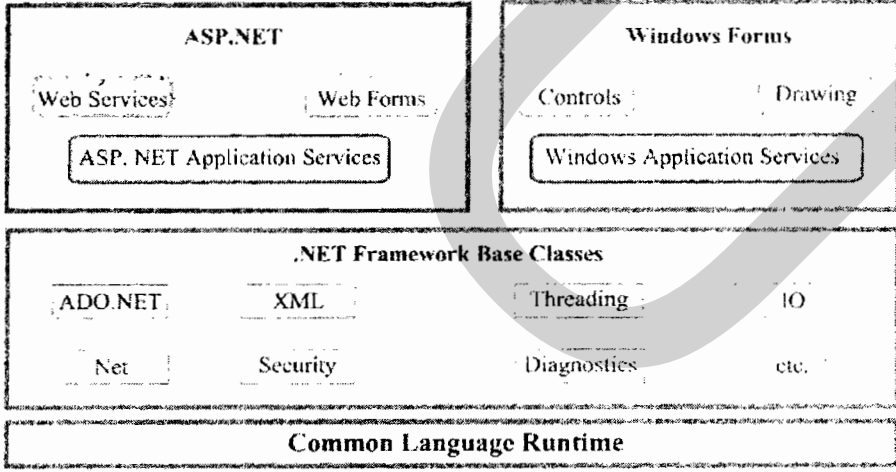 ASP.NET
Web Services
Web Forms
ASP. NET Application Services
Windows Forms
Controls
Drawing
Windows Application Services
.NET Framework Base Classes
ADO.NET
XML
Threading
IO
Net
Security
Diagnostics
etc.
Common Language Runtime